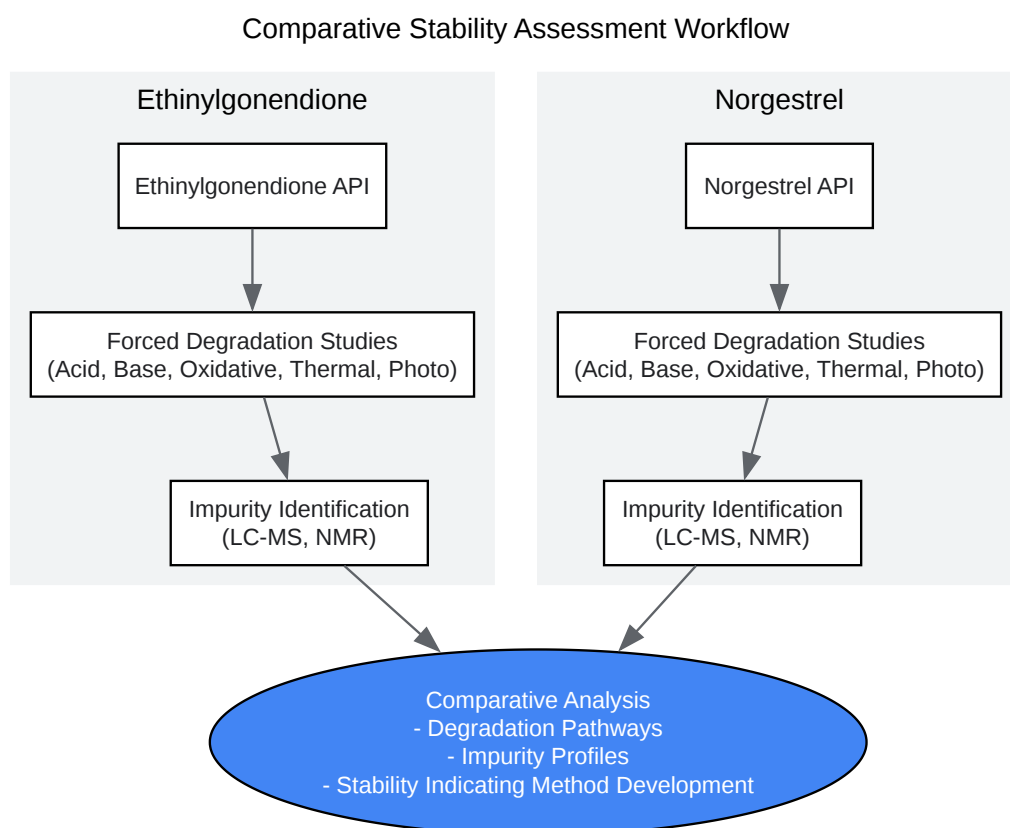 Comparative Stability Assessment Workflow
Ethinylgonendione
Ethinylgonendione API
Forced Degradation Studies
(Acid, Base, Oxidative, Thermal, Photo)
Impurity Identification
(LC-MS, NMR)
Norgestrel
Norgestrel API
Forced Degradation Studies
(Acid, Base, Oxidative, Thermal, Photo)
Impurity Identification
(LC-MS, NMR)
Comparative Analysis
- Degradation Pathways
- Impurity Profiles
- Stability Indicating Method Development